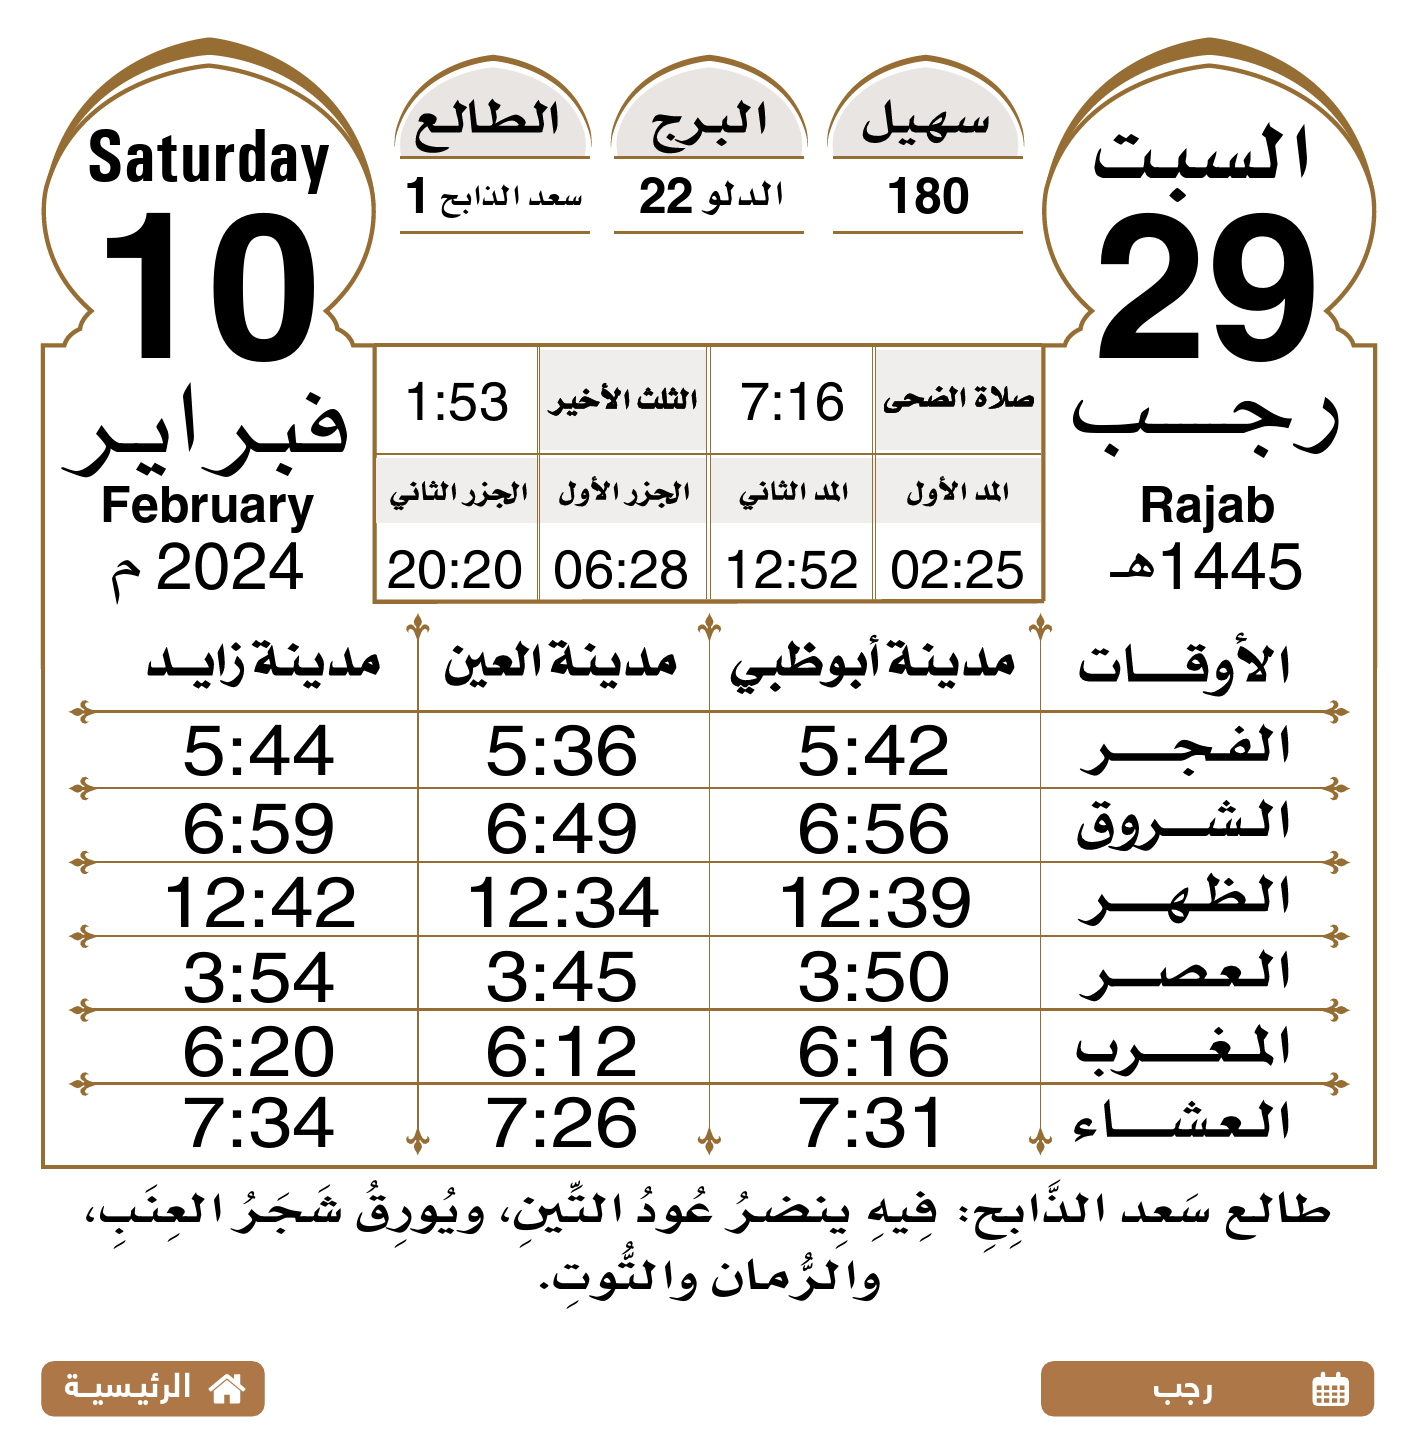 السبت
29
رجب
Rajab
1445هـ
سهيل
180
البرج
الدلو 22
الطالع
سعد الذابح 1
Saturday
10
فبراير
February
2024 م
صلاة الضحى 7:16 الثلث الأخير 1:53
المد الأول المد الثاني الجزر الأول الجزر الثاني
02:25 12:52 06:28 20:20
الأوقات مدينة أبوظبي مدينة العين مدينة زايد
الفجر 5:42 5:36 5:44
الشروق 6:56 6:49 6:59
الظهر 12:39 12:34 12:42
العصر 3:50 3:45 3:54
المغرب 6:16 6:12 6:20
العشاء 7:31 7:26 7:34
طالع سَعد الذَّابِحِ: فِيهِ يِنضرُ عُودُ التِّينِ، ويُورِقُ شَجَرُ العِنَبِ،
والرُّمان والتُّوتِ.
رجب
الرئيسية